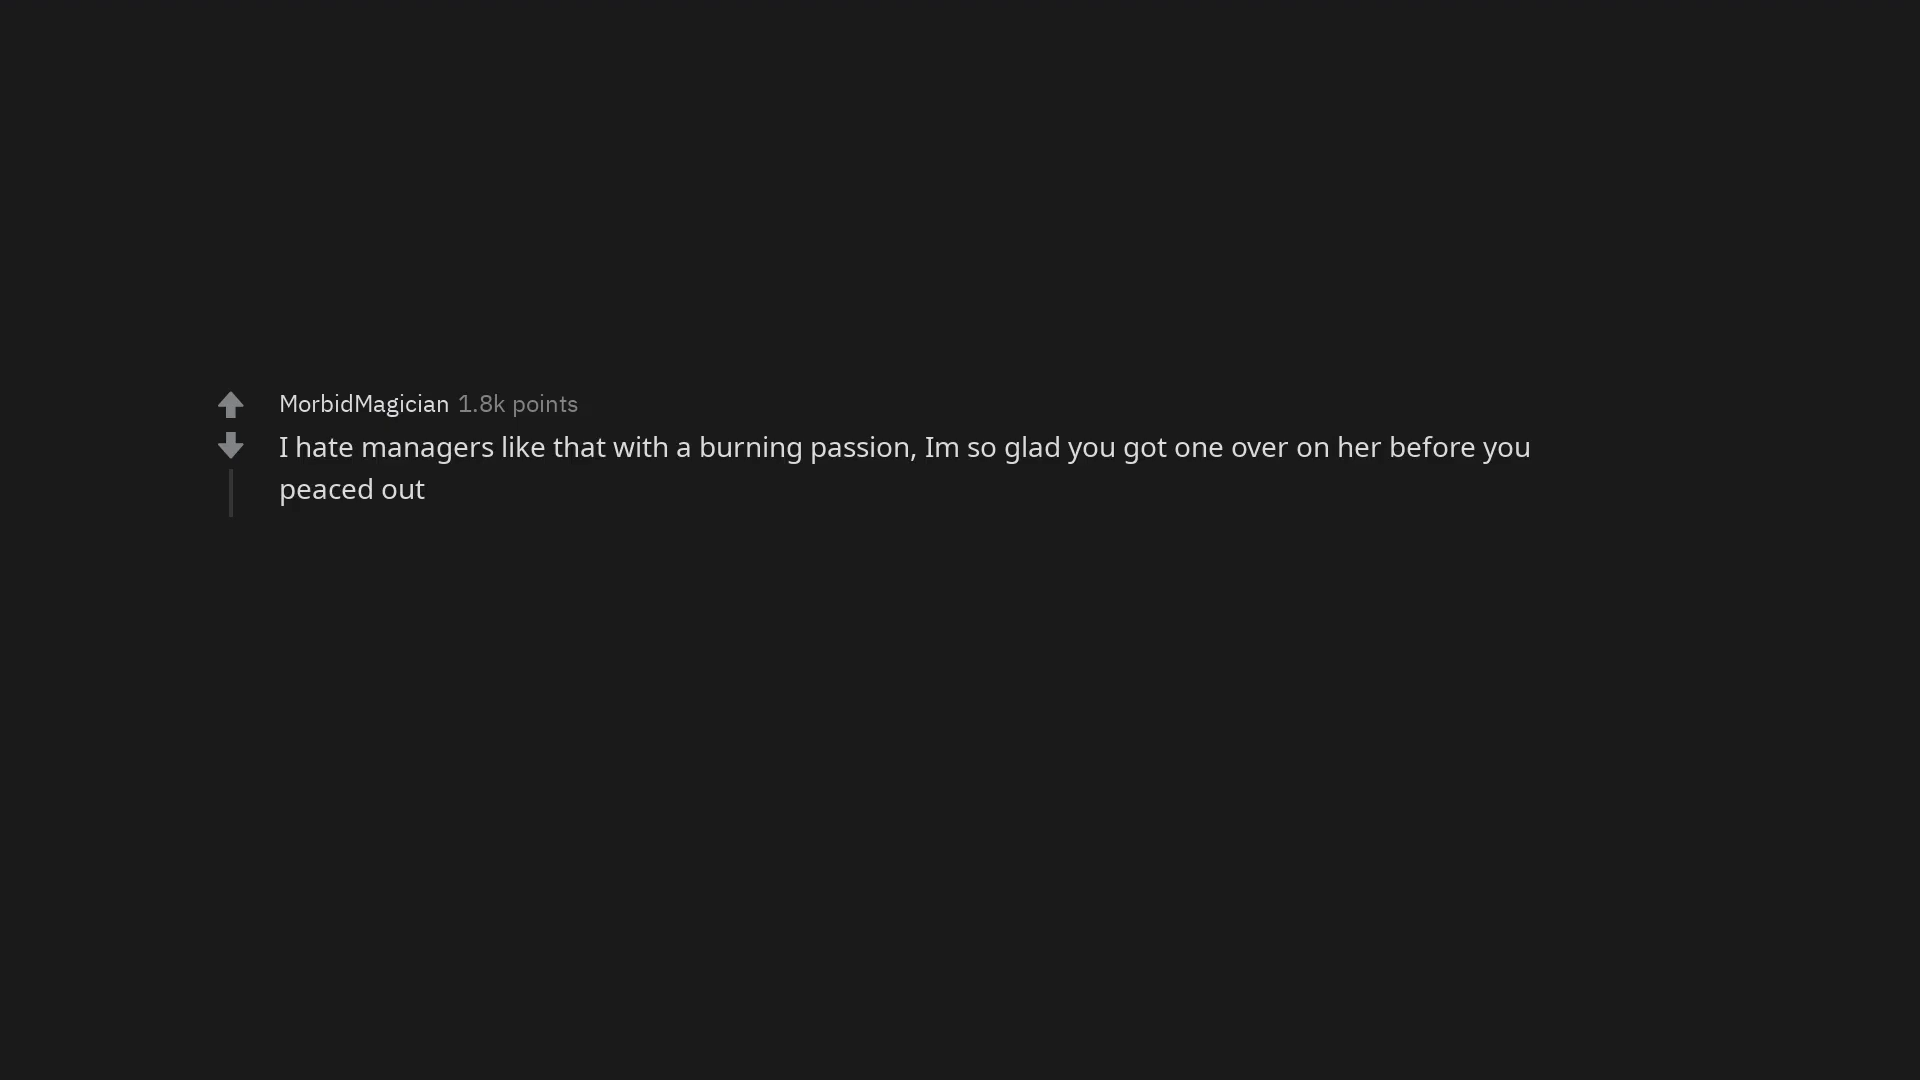 MorbidMagician 1.8k points
I hate managers like that with a burning passion, Im so glad you got one over on her before you
peaced out